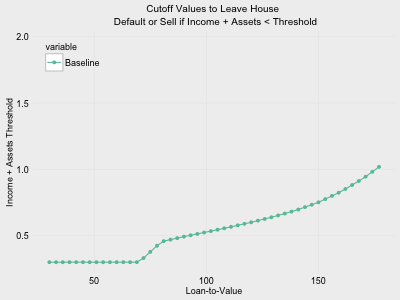 Cutoff Values to Leave House
Default or Sell if Income + Assets < Threshold
2.0
variable
Baseline
1.5
1.0
0.5
Income + Assets Threshold
50
100
150
Loan-to-Value